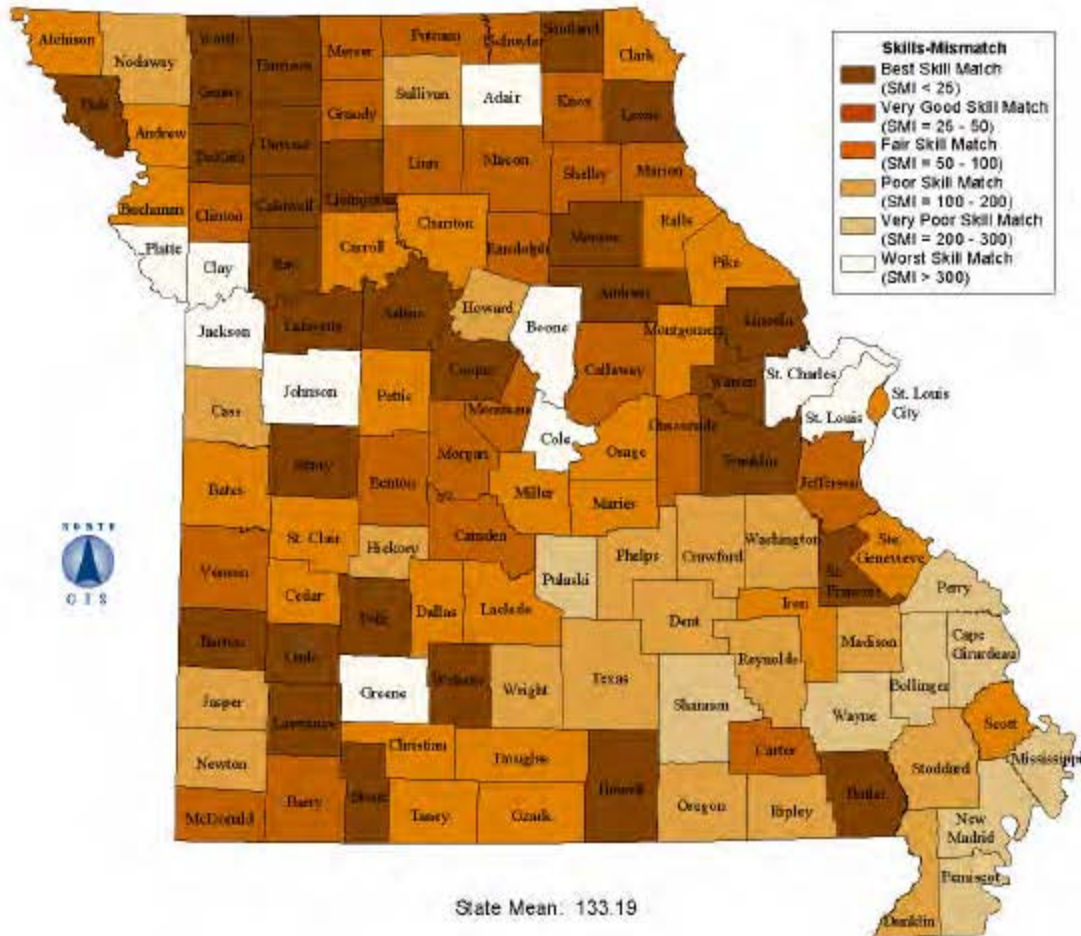 Skills-Mismatch
Best Skill Match
(SMI < 25)
Very Good Skill Match
(SMI = 25 - 50)
Fair Skill Match
(SMI = 50 - 100)
Poor Skill Match
(SMI = 100 - 200)
Very Poor Skill Match
(SMI = 200 - 300)
Worst Skill Match
(SMI > 300)
Atchison
Nodaway
Worth
Harrison
Mercer
Putnam
Schuyler
Scotland
Clark
Holt
Gentry
Grundy
Sullivan
Adair
Knox
Lewis
Andrew
DeKalb
Daviess
Linn
Macon
Shelby
Marion
Buchanan
Clinton
Caldwell
Livingston
Chariton
Randolph
Monroe
Ralls
Pike
Platte
Clay
Ray
Carroll
Audrain
Jackson
Lafayette
Saline
Howard
Boone
Montgomery
Lincoln
Johnson
Pettis
Cooper
Callaway
Warren
St. Charles
St. Louis
City
Cass
Moniteau
Cole
Osage
Gasconade
Franklin
St. Louis
Bates
Henry
Benton
Morgan
Miller
Maries
Jefferson
St. Clair
Hickory
Camden
Pulaski
Phelps
Crawford
Washington
Ste.
Genevieve
Vernon
Cedar
Polk
Dallas
Laclede
Dent
Iron
St.
Francois
Perry
Barton
Dade
Greene
Webster
Wright
Texas
Reynolds
Madison
Cape
Girardeau
Bollinger
Jasper
Lawrence
Shannon
Wayne
Scott
Newton
Christian
Douglas
Howell
Carter
Stoddard
Mississippi
McDonald
Barry
Stone
Taney
Ozark
Oregon
Ripley
Butler
New
Madrid
Pemiscot
Dunklin
NORTH
GIS
State Mean: 133.19